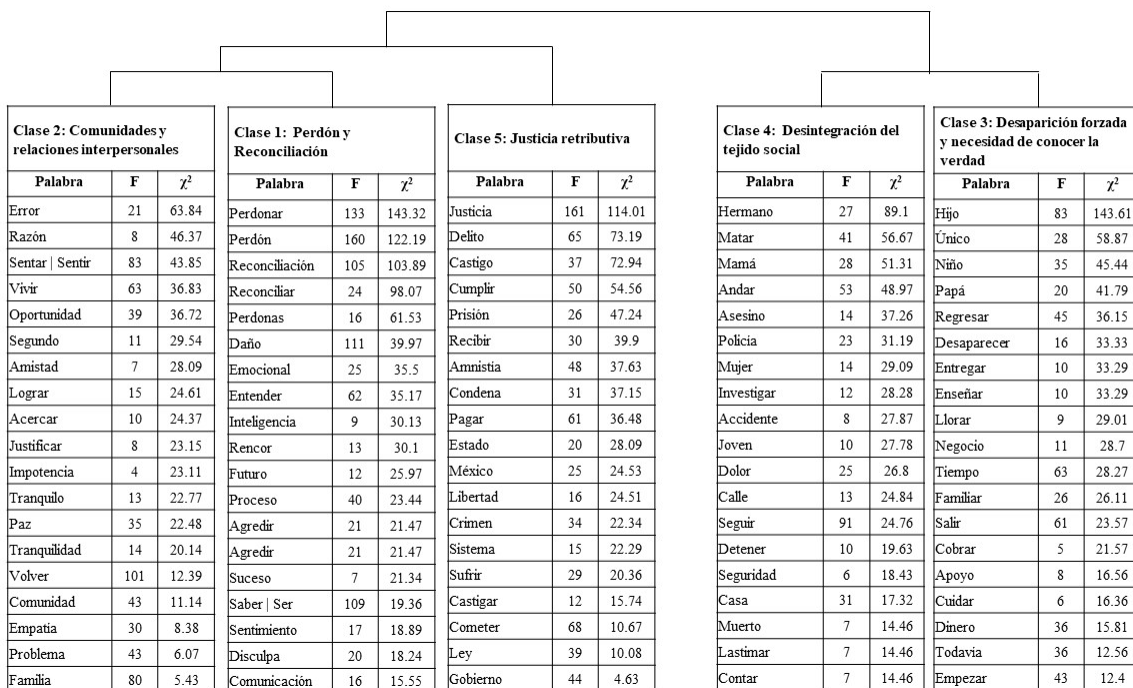 Clase 2: Comunidades y
relaciones interpersonales
Palabra F χ²
Error 21 63.84
Razón 8 46.37
Sentar | Sentir 83 43.85
Vivir 63 36.83
Oportunidad 39 36.72
Segundo 11 29.54
Amistad 7 28.09
Lograr 15 24.61
Acercar 10 24.37
Justificar 8 23.15
Impotencia 4 23.11
Tranquilo 13 22.77
Paz 35 22.48
Tranquilidad 14 20.14
Volver 101 12.39
Comunidad 43 11.14
Empatía 30 8.38
Problema 43 6.07
Familia 80 5.43
Clase 1: Perdón y
Reconciliación
Palabra F χ²
Perdonar 133 143.32
Perdón 160 122.19
Reconciliación 105 103.89
Reconciliar 24 98.07
Perdonas 16 61.53
Daño 111 39.97
Emocional 25 35.5
Entender 62 35.17
Inteligencia 9 30.13
Rencor 13 30.1
Futuro 12 25.97
Proceso 40 23.44
Agredir 21 21.47
Agredir 21 21.47
Suceso 7 21.34
Saber | Ser 109 19.36
Sentimiento 17 18.89
Disculpa 20 18.24
Comunicación 16 15.55
Clase 5: Justicia retributiva
Palabra F χ²
Justicia 161 114.01
Delito 65 73.19
Castigo 37 72.94
Cumplir 50 54.56
Prisión 26 47.24
Recibir 30 39.9
Amnistía 48 37.63
Condena 31 37.15
Pagar 61 36.48
Estado 20 28.09
México 25 24.53
Libertad 16 24.51
Crimen 34 22.34
Sistema 15 22.29
Sufrir 29 20.36
Castigar 12 15.74
Cometer 68 10.67
Ley 39 10.08
Gobierno 44 4.63
Clase 4: Desintegración del
tejido social
Palabra F χ²
Hermano 27 89.1
Matar 41 56.67
Mamá 28 51.31
Andar 53 48.97
Asesino 14 37.26
Policia 23 31.19
Mujer 14 29.09
Investigar 12 28.28
Accidente 8 27.87
Joven 10 27.78
Dolor 25 26.8
Calle 13 24.84
Seguir 91 24.76
Detener 10 19.63
Seguridad 6 18.43
Casa 31 17.32
Muerto 7 14.46
Lastimar 7 14.46
Contar 7 14.46
Clase 3: Desaparición forzada
y necesidad de conocer la
verdad
Palabra F χ²
Hijo 83 143.61
Único 28 58.87
Niño 35 45.44
Papá 20 41.79
Regresar 45 36.15
Desaparecer 16 33.33
Entregar 10 33.29
Enseñar 10 33.29
Llorar 9 29.01
Negocio 11 28.7
Tiempo 63 28.27
Familiar 26 26.11
Salir 61 23.57
Cobrar 5 21.57
Apoyo 8 16.56
Cuidar 6 16.36
Dinero 36 15.81
Todavia 36 12.56
Empezar 43 12.4